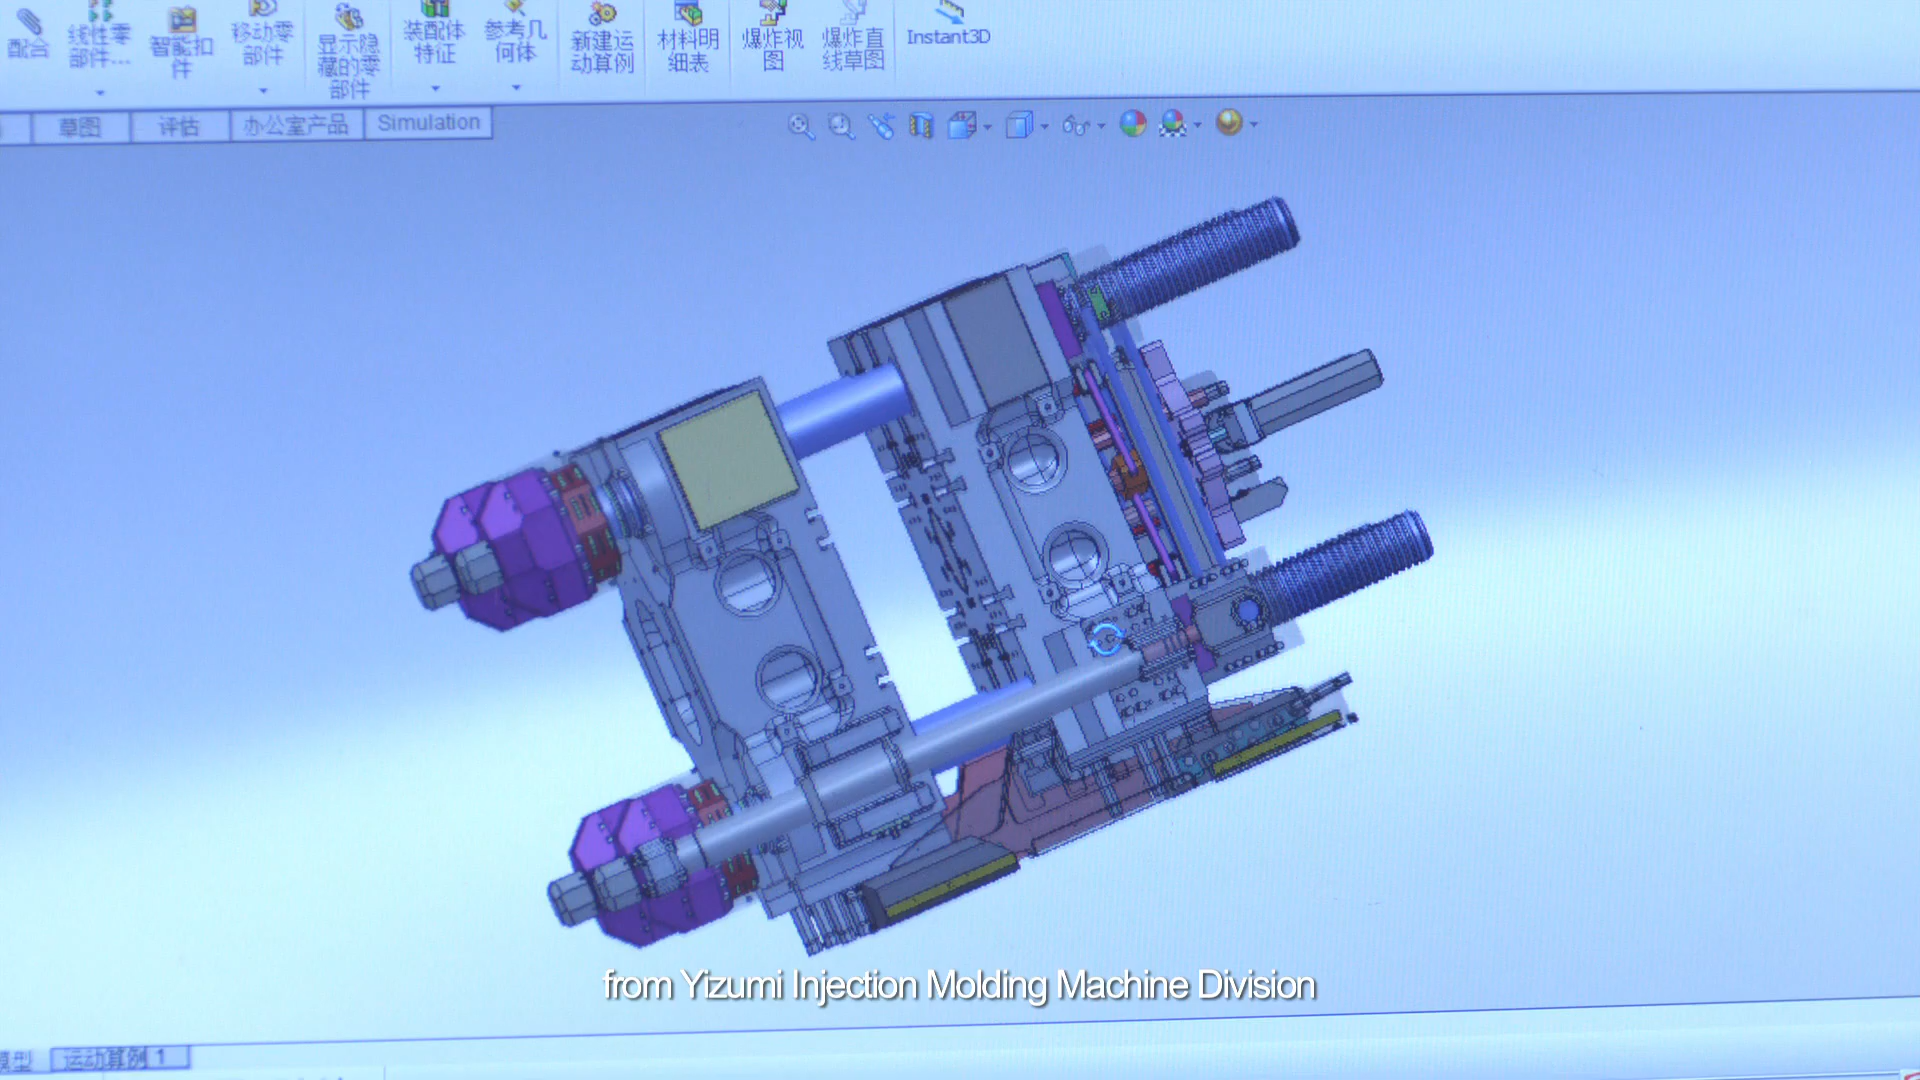 配合
线性零
部件...
智能扣
件
移动零
部件
显示隐
藏的零
部件
装配体
特征
参考几
何体
新建运
动算例
材料明
细表
爆炸视
图
爆炸直
线草图
Instant3D
草图
评估
办公室产品
Simulation
from Yizumi Injection Molding Machine Division
模型
运动算例 1